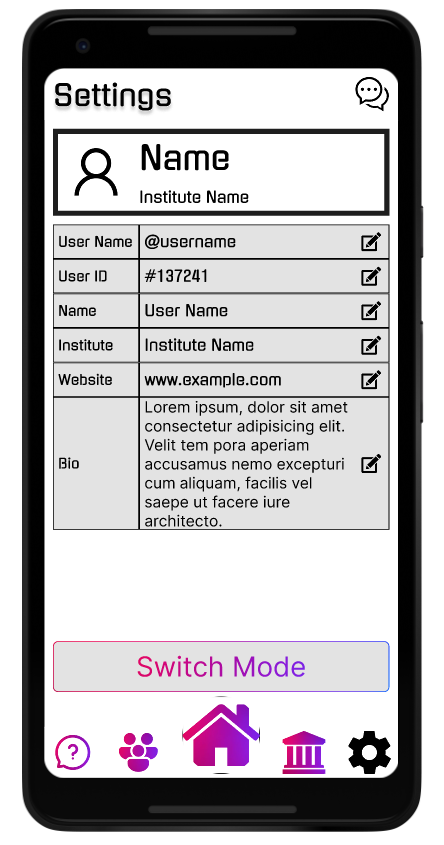 Settings
Name
Institute Name
User Name @username
User ID #137241
Name User Name
Institute Institute Name
Website www.example.com
Bio
Lorem ipsum, dolor sit amet
consectetur adipisicing elit.
Velit tem pora aperiam
accusamus nemo excepturi
cum aliquam, facilis vel
saepe ut facere iure
architecto.
Switch Mode
?